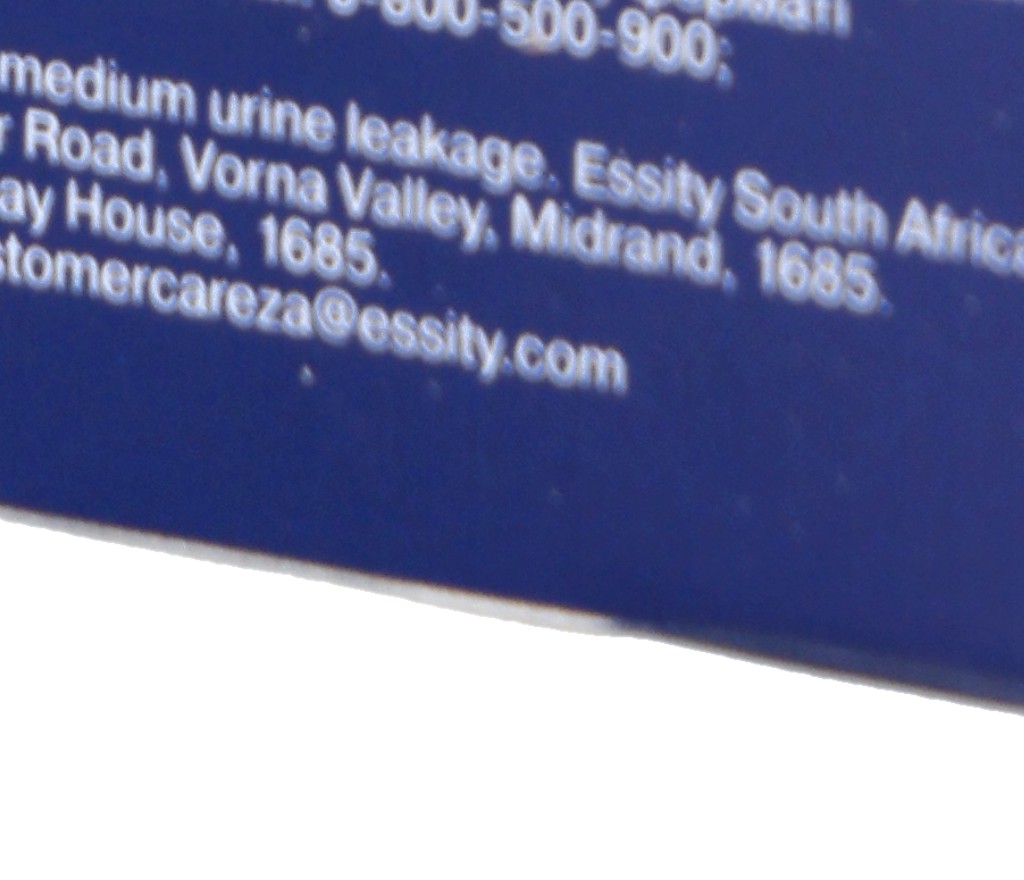 0-800-500-900;
medium urine leakage. Essity South Africa
r Road, Vorna Valley, Midrand, 1685.
ay House, 1685.
stomercareza@essity.com